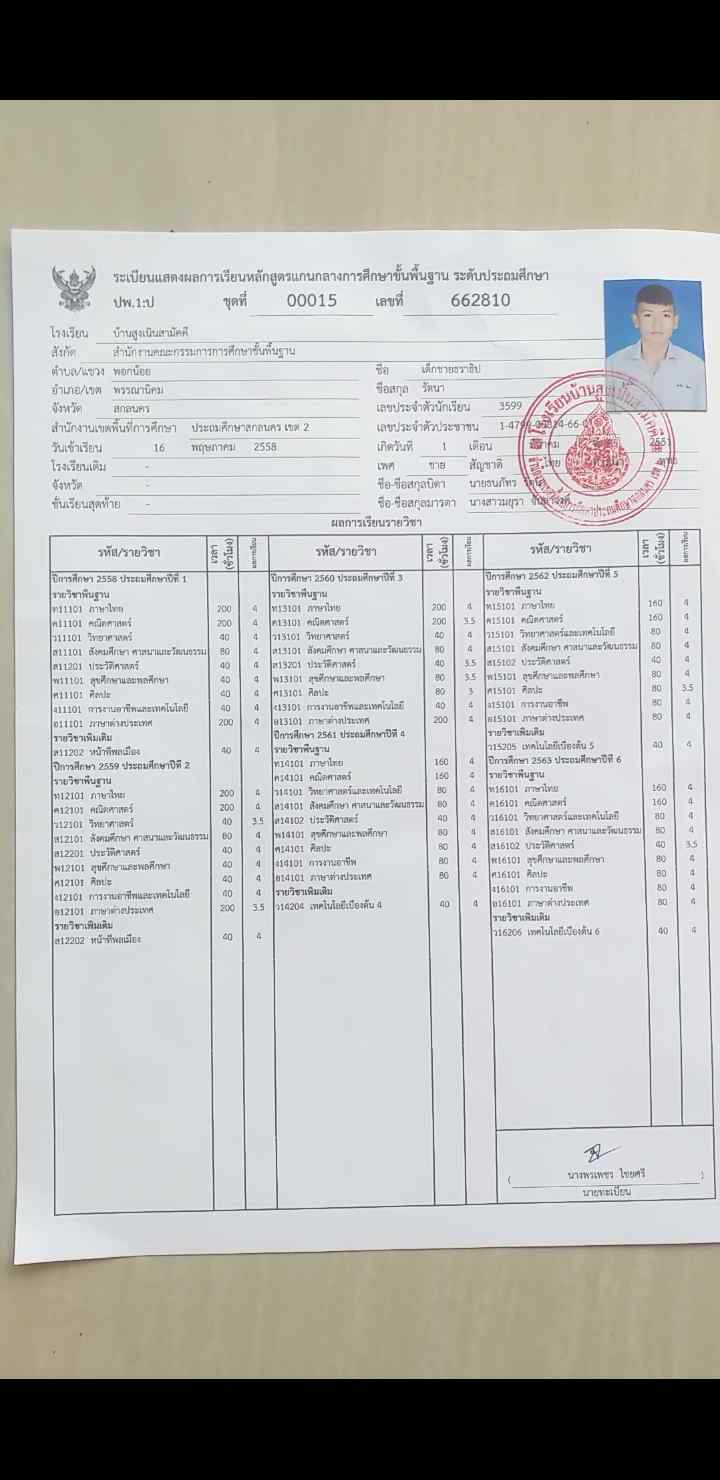 ระเบียนแสดงผลการเรียนหลักสูตรแกนกลางการศึกษาขั้นพื้นฐาน ระดับประถมศึกษา
ปพ.1:ป ชุดที่ 00015 เลขที่ 662810
โรงเรียน บ้านสูงเนินสามัคคี
สังกัด สำนักงานคณะกรรมการการศึกษาขั้นพื้นฐาน
ตำบล/แขวง พอกน้อย
อำเภอ/เขต พรรณานิคม
จังหวัด สกลนคร
สำนักงานเขตพื้นที่การศึกษา ประถมศึกษาสกลนคร เขต 2
วันเข้าเรียน 16 พฤษภาคม 2558
โรงเรียนเดิม -
จังหวัด -
ชั้นเรียนสุดท้าย -
ชื่อ เด็กชายธราธิป
ชื่อสกุล รัตนา
เลขประจำตัวนักเรียน 3599
เลขประจำตัวประชาชน
เกิดวันที่ 1 เดือน 2551
เพศ ชาย สัญชาติ ไทย
ชื่อ-ชื่อสกุลบิดา นายธนภัทร
ชื่อ-ชื่อสกุลมารดา นางสาวมยุรา
ผลการเรียนรายวิชา
รหัส/รายวิชา เวลา (ชั่วโมง) ผลการเรียน
ปีการศึกษา 2558 ประถมศึกษาปีที่ 1
รายวิชาพื้นฐาน
ท11101 ภาษาไทย 200 4
ค11101 คณิตศาสตร์ 200 4
ว11101 วิทยาศาสตร์ 40 4
ส11101 สังคมศึกษา ศาสนาและวัฒนธรรม 80 4
ส11201 ประวัติศาสตร์ 40 4
พ11101 สุขศึกษาและพลศึกษา 40 4
ศ11101 ศิลปะ 40 4
ง11101 การงานอาชีพและเทคโนโลยี 40 4
อ11101 ภาษาต่างประเทศ 200 4
รายวิชาเพิ่มเติม
ส11202 หน้าที่พลเมือง 40 4
ปีการศึกษา 2559 ประถมศึกษาปีที่ 2
รายวิชาพื้นฐาน
ท12101 ภาษาไทย 200 4
ค12101 คณิตศาสตร์ 200 4
ว12101 วิทยาศาสตร์ 40 3.5
ส12101 สังคมศึกษา ศาสนาและวัฒนธรรม 80 4
ส12201 ประวัติศาสตร์ 40 4
พ12101 สุขศึกษาและพลศึกษา 40 4
ศ12101 ศิลปะ 40 4
ง12101 การงานอาชีพและเทคโนโลยี 40 4
อ12101 ภาษาต่างประเทศ 200 3.5
รายวิชาเพิ่มเติม
ส12202 หน้าที่พลเมือง 40 4
รหัส/รายวิชา เวลา (ชั่วโมง) ผลการเรียน
ปีการศึกษา 2560 ประถมศึกษาปีที่ 3
รายวิชาพื้นฐาน
ท13101 ภาษาไทย 200 4
ค13101 คณิตศาสตร์ 200 3.5
ว13101 วิทยาศาสตร์ 40 4
ส13101 สังคมศึกษา ศาสนาและวัฒนธรรม 80 4
ส13201 ประวัติศาสตร์ 40 3.5
พ13101 สุขศึกษาและพลศึกษา 80 3.5
ศ13101 ศิลปะ 80 3
ง13101 การงานอาชีพและเทคโนโลยี 40 4
อ13101 ภาษาต่างประเทศ 200 4
ปีการศึกษา 2561 ประถมศึกษาปีที่ 4
รายวิชาพื้นฐาน
ท14101 ภาษาไทย 160 4
ค14101 คณิตศาสตร์ 160 4
ว14101 วิทยาศาสตร์และเทคโนโลยี 80 4
ส14101 สังคมศึกษา ศาสนาและวัฒนธรรม 80 4
ส14102 ประวัติศาสตร์ 40 4
พ14101 สุขศึกษาและพลศึกษา 80 4
ศ14101 ศิลปะ 80 4
ง14101 การงานอาชีพ 80 4
อ14101 ภาษาต่างประเทศ 80 4
รายวิชาเพิ่มเติม
ว14204 เทคโนโลยีเบื้องต้น 4 40 4
รหัส/รายวิชา เวลา (ชั่วโมง) ผลการเรียน
ปีการศึกษา 2562 ประถมศึกษาปีที่ 5
รายวิชาพื้นฐาน
ท15101 ภาษาไทย 160 4
ค15101 คณิตศาสตร์ 160 4
ว15101 วิทยาศาสตร์และเทคโนโลยี 80 4
ส15101 สังคมศึกษา ศาสนาและวัฒนธรรม 80 4
ส15102 ประวัติศาสตร์ 40 4
พ15101 สุขศึกษาและพลศึกษา 80 4
ศ15101 ศิลปะ 80 3.5
ง15101 การงานอาชีพ 80 4
อ15101 ภาษาต่างประเทศ 80 4
รายวิชาเพิ่มเติม
ว15205 เทคโนโลยีเบื้องต้น 5 40 4
ปีการศึกษา 2563 ประถมศึกษาปีที่ 6
รายวิชาพื้นฐาน
ท16101 ภาษาไทย 160 4
ค16101 คณิตศาสตร์ 160 4
ว16101 วิทยาศาสตร์และเทคโนโลยี 80 4
ส16101 สังคมศึกษา ศาสนาและวัฒนธรรม 80 4
ส16102 ประวัติศาสตร์ 40 3.5
พ16101 สุขศึกษาและพลศึกษา 80 4
ศ16101 ศิลปะ 80 4
ง16101 การงานอาชีพ 80 4
อ16101 ภาษาต่างประเทศ 80 4
รายวิชาเพิ่มเติม
ว16206 เทคโนโลยีเบื้องต้น 6 40 4
( นางพรเพชร ไชยศรี )
นายทะเบียน